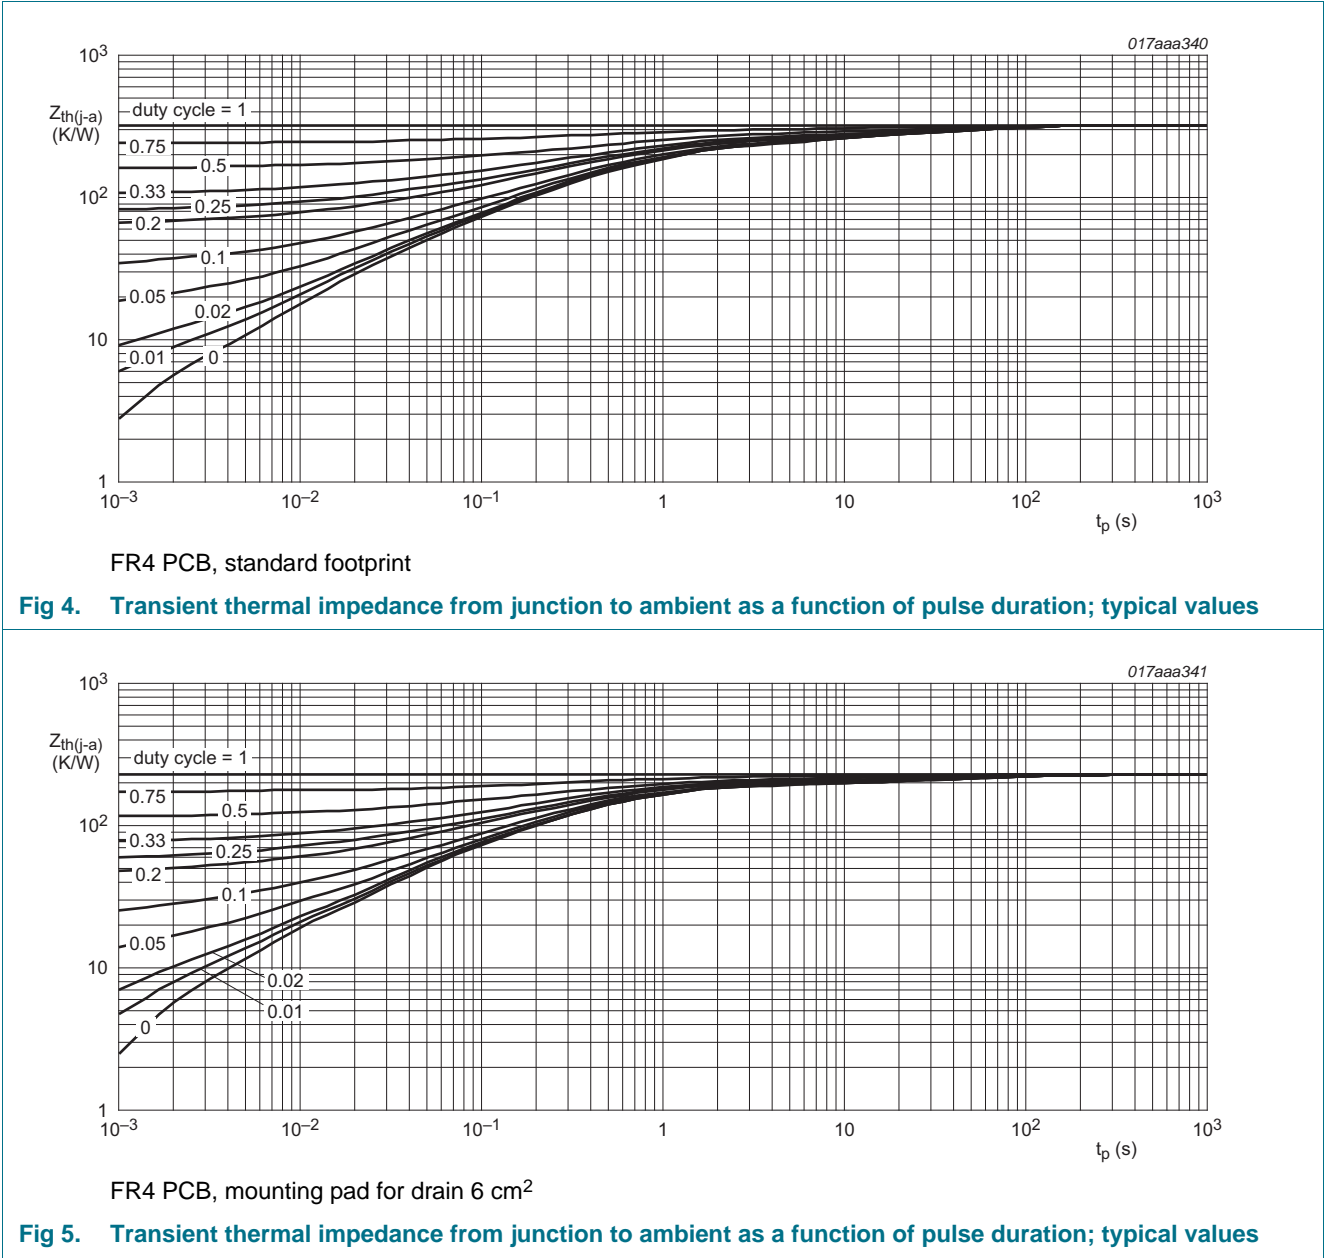 017aaa340
10³
Z_th(j-a)
(K/W)
duty cycle = 1
0.75
0.5
0.33
10²
0.25
0.2
0.1
0.05
0.02
10
0.01
0
1
10⁻³ 10⁻² 10⁻¹ 1 10 10² 10³
t_p (s)
FR4 PCB, standard footprint
Fig 4. Transient thermal impedance from junction to ambient as a function of pulse duration; typical values
017aaa341
10³
Z_th(j-a)
(K/W)
duty cycle = 1
0.75
0.5
10²
0.33
0.25
0.2
0.1
0.05
10
0.02
0.01
0
1
10⁻³ 10⁻² 10⁻¹ 1 10 10² 10³
t_p (s)
FR4 PCB, mounting pad for drain 6 cm²
Fig 5. Transient thermal impedance from junction to ambient as a function of pulse duration; typical values